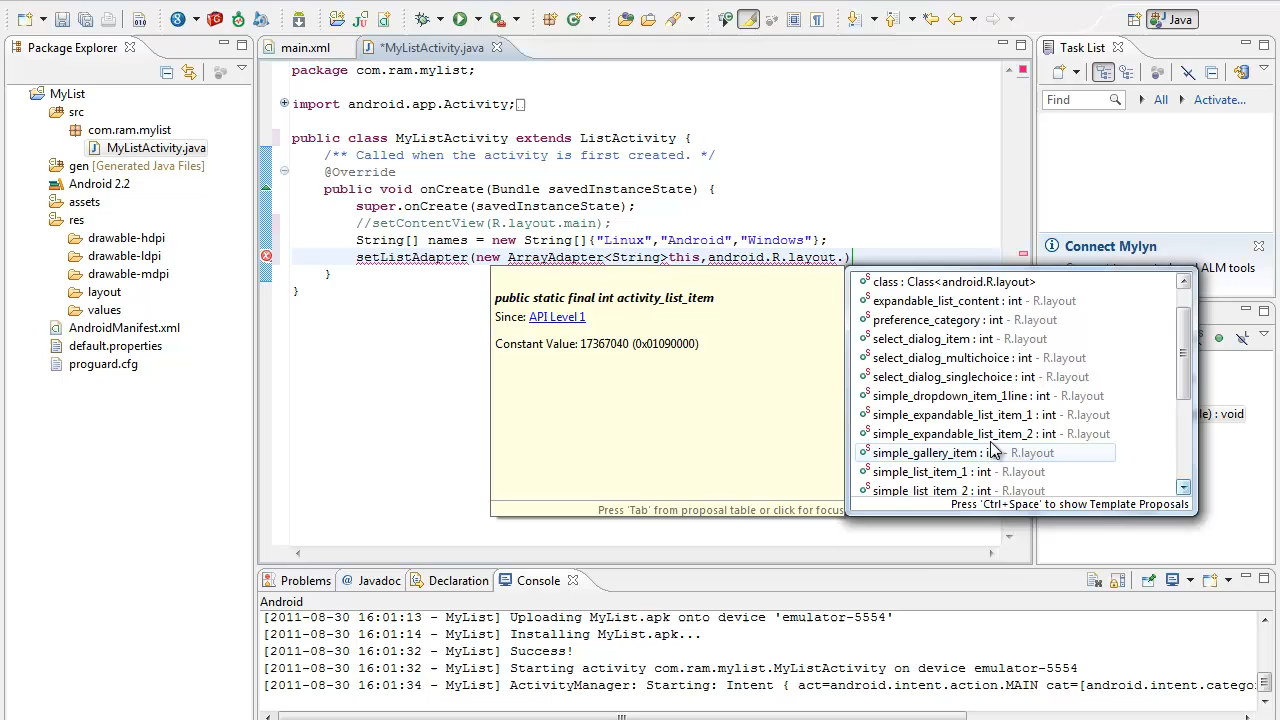 Java
Package Explorer
main.xml
*MyListActivity.java
Task List
MyList
src
com.ram.mylist
MyListActivity.java
gen [Generated Java Files]
Android 2.2
assets
res
drawable-hdpi
drawable-ldpi
drawable-mdpi
layout
values
AndroidManifest.xml
default.properties
proguard.cfg
package com.ram.mylist;
import android.app.Activity;
public class MyListActivity extends ListActivity {
/** Called when the activity is first created. */
@Override
public void onCreate(Bundle savedInstanceState) {
super.onCreate(savedInstanceState);
//setContentView(R.layout.main);
String[] names = new String[]{"Linux","Android","Windows"};
setListAdapter(new ArrayAdapter<String>this,android.R.layout.)
}
}
public static final int activity_list_item
Since: API Level 1
Constant Value: 17367040 (0x01090000)
Press 'Tab' from proposal table or click for focus
class : Class<android.R.layout>
expandable_list_content : int - R.layout
preference_category : int - R.layout
select_dialog_item : int - R.layout
select_dialog_multichoice : int - R.layout
select_dialog_singlechoice : int - R.layout
simple_dropdown_item_1line : int - R.layout
simple_expandable_list_item_1 : int - R.layout
simple_expandable_list_item_2 : int - R.layout
simple_gallery_item : int - R.layout
simple_list_item_1 : int - R.layout
simple_list_item_2 : int - R.layout
Press 'Ctrl+Space' to show Template Proposals
Find
All
Activate...
Connect Mylyn
ALM tools
) : void
Problems
Javadoc
Declaration
Console
Android
[2011-08-30 16:01:13 - MyList] Uploading MyList.apk onto device 'emulator-5554'
[2011-08-30 16:01:14 - MyList] Installing MyList.apk...
[2011-08-30 16:01:32 - MyList] Success!
[2011-08-30 16:01:32 - MyList] Starting activity com.ram.mylist.MyListActivity on device emulator-5554
[2011-08-30 16:01:34 - MyList] ActivityManager: Starting: Intent { act=android.intent.action.MAIN cat=[android.intent.catego